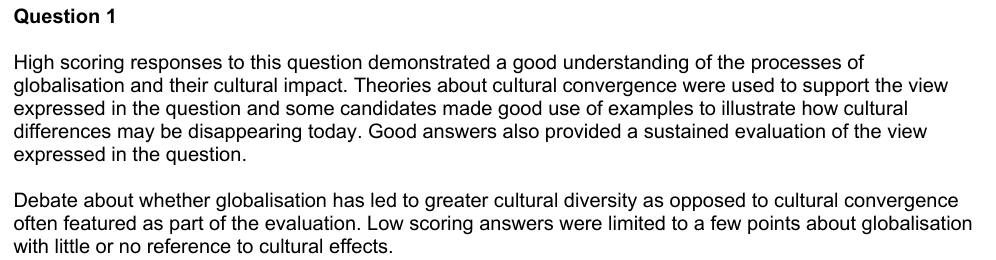 Question 1
High scoring responses to this question demonstrated a good understanding of the processes of
globalisation and their cultural impact. Theories about cultural convergence were used to support the view
expressed in the question and some candidates made good use of examples to illustrate how cultural
differences may be disappearing today. Good answers also provided a sustained evaluation of the view
expressed in the question.
Debate about whether globalisation has led to greater cultural diversity as opposed to cultural convergence
often featured as part of the evaluation. Low scoring answers were limited to a few points about globalisation
with little or no reference to cultural effects.